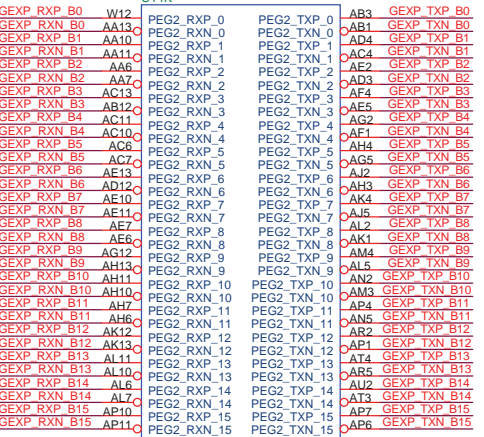 GEXP_RXP_B0 W12 PEG2_RXP_0 PEG2_TXP_0 AB3 GEXP_TXP_B0
GEXP_RXN_B0 AA13 PEG2_RXN_0 PEG2_TXN_0 AB1 GEXP_TXN_B0
GEXP_RXP_B1 AA10 PEG2_RXP_1 PEG2_TXP_1 AD4 GEXP_TXP_B1
GEXP_RXN_B1 AA11 PEG2_RXN_1 PEG2_TXN_1 AC4 GEXP_TXN_B1
GEXP_RXP_B2 AA6 PEG2_RXP_2 PEG2_TXP_2 AE2 GEXP_TXP_B2
GEXP_RXN_B2 AA7 PEG2_RXN_2 PEG2_TXN_2 AD3 GEXP_TXN_B2
GEXP_RXP_B3 AC13 PEG2_RXP_3 PEG2_TXP_3 AF4 GEXP_TXP_B3
GEXP_RXN_B3 AB12 PEG2_RXN_3 PEG2_TXN_3 AE5 GEXP_TXN_B3
GEXP_RXP_B4 AC11 PEG2_RXP_4 PEG2_TXP_4 AG2 GEXP_TXP_B4
GEXP_RXN_B4 AC10 PEG2_RXN_4 PEG2_TXN_4 AF1 GEXP_TXN_B4
GEXP_RXP_B5 AC6 PEG2_RXP_5 PEG2_TXP_5 AH4 GEXP_TXP_B5
GEXP_RXN_B5 AC7 PEG2_RXN_5 PEG2_TXN_5 AG5 GEXP_TXN_B5
GEXP_RXP_B6 AE13 PEG2_RXP_6 PEG2_TXP_6 AJ2 GEXP_TXP_B6
GEXP_RXN_B6 AD12 PEG2_RXN_6 PEG2_TXN_6 AH3 GEXP_TXN_B6
GEXP_RXP_B7 AE10 PEG2_RXP_7 PEG2_TXP_7 AK4 GEXP_TXP_B7
GEXP_RXN_B7 AE11 PEG2_RXN_7 PEG2_TXN_7 AJ5 GEXP_TXN_B7
GEXP_RXP_B8 AE7 PEG2_RXP_8 PEG2_TXP_8 AL2 GEXP_TXP_B8
GEXP_RXN_B8 AE6 PEG2_RXN_8 PEG2_TXN_8 AK1 GEXP_TXN_B8
GEXP_RXP_B9 AG12 PEG2_RXP_9 PEG2_TXP_9 AM4 GEXP_TXP_B9
GEXP_RXN_B9 AH13 PEG2_RXN_9 PEG2_TXN_9 AL5 GEXP_TXN_B9
GEXP_RXP_B10 AH11 PEG2_RXP_10 PEG2_TXP_10 AN2 GEXP_TXP_B10
GEXP_RXN_B10 AH10 PEG2_RXN_10 PEG2_TXN_10 AM3 GEXP_TXN_B10
GEXP_RXP_B11 AH7 PEG2_RXP_11 PEG2_TXP_11 AP4 GEXP_TXP_B11
GEXP_RXN_B11 AH6 PEG2_RXN_11 PEG2_TXN_11 AN5 GEXP_TXN_B11
GEXP_RXP_B12 AK12 PEG2_RXP_12 PEG2_TXP_12 AR2 GEXP_TXP_B12
GEXP_RXN_B12 AK13 PEG2_RXN_12 PEG2_TXN_12 AP1 GEXP_TXN_B12
GEXP_RXP_B13 AL11 PEG2_RXP_13 PEG2_TXP_13 AT4 GEXP_TXP_B13
GEXP_RXN_B13 AL10 PEG2_RXN_13 PEG2_TXN_13 AR5 GEXP_TXN_B13
GEXP_RXP_B14 AL6 PEG2_RXP_14 PEG2_TXP_14 AU2 GEXP_TXP_B14
GEXP_RXN_B14 AL7 PEG2_RXN_14 PEG2_TXN_14 AT3 GEXP_TXN_B14
GEXP_RXP_B15 AP10 PEG2_RXP_15 PEG2_TXP_15 AP7 GEXP_TXP_B15
GEXP_RXN_B15 AP11 PEG2_RXN_15 PEG2_TXN_15 AP6 GEXP_TXN_B15